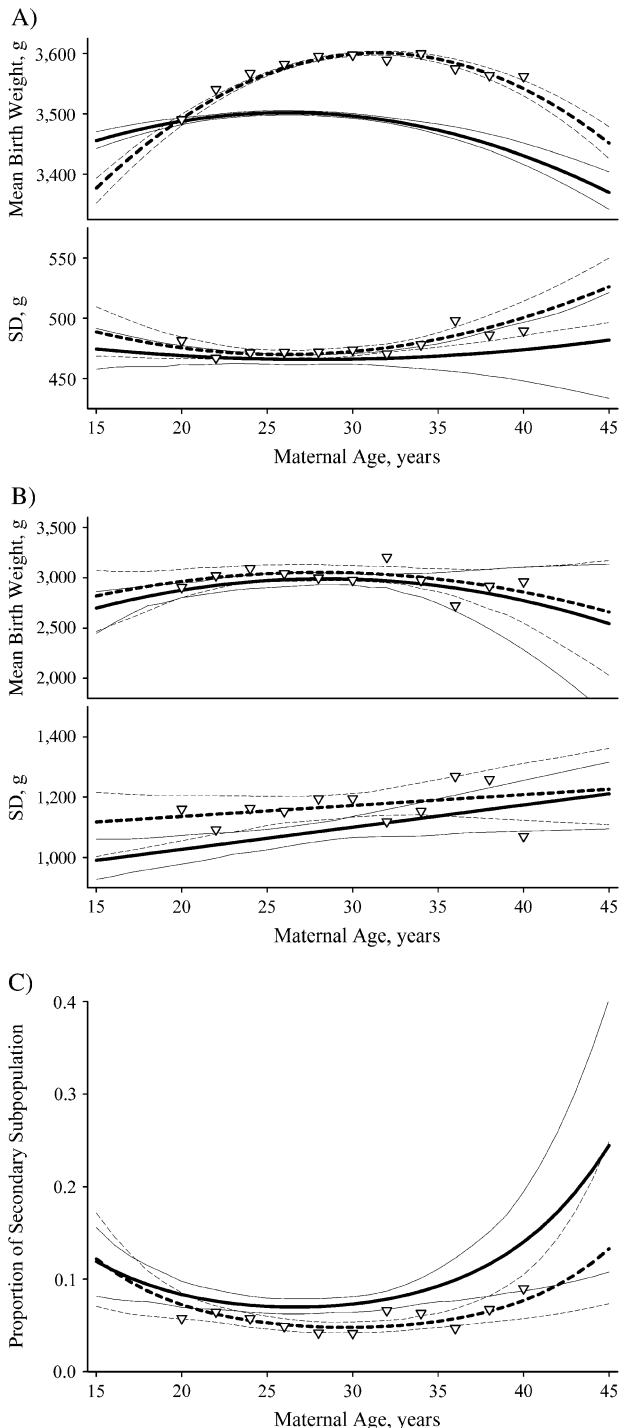 A)
Mean Birth Weight, g
3,600
3,500
3,400
SD, g
550
500
450
15 20 25 30 35 40 45
Maternal Age, years
B)
Mean Birth Weight, g
3,500
3,000
2,500
2,000
SD, g
1,400
1,200
1,000
15 20 25 30 35 40 45
Maternal Age, years
C)
Proportion of Secondary Subpopulation
0.4
0.3
0.2
0.1
0.0
15 20 25 30 35 40 45
Maternal Age, years